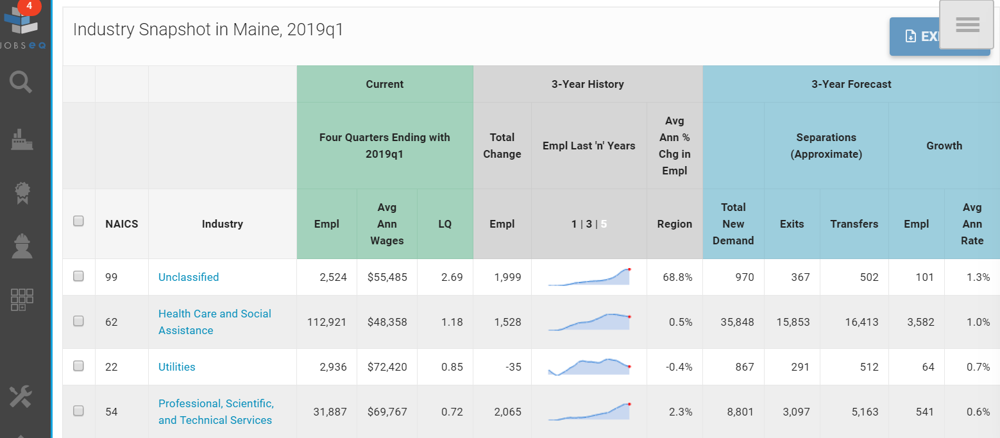 4
JOBS EQ
Industry Snapshot in Maine, 2019q1
Current 3-Year History 3-Year Forecast
Four Quarters Ending with
2019q1
Total
Change
Empl Last 'n' Years
Avg
Ann %
Chg in
Empl
Separations
(Approximate)
Growth
NAICS
Industry
Empl
Avg
Ann
Wages
LQ
Empl
1 | 3 | 5
Region
Total
New
Demand
Exits
Transfers
Empl
Avg
Ann
Rate
99 Unclassified 2,524 $55,485 2.69 1,999 68.8% 970 367 502 101 1.3%
62 Health Care and Social
Assistance
112,921 $48,358 1.18 1,528 0.5% 35,848 15,853 16,413 3,582 1.0%
22 Utilities 2,936 $72,420 0.85 -35 -0.4% 867 291 512 64 0.7%
54 Professional, Scientific,
and Technical Services
31,887 $69,767 0.72 2,065 2.3% 8,801 3,097 5,163 541 0.6%